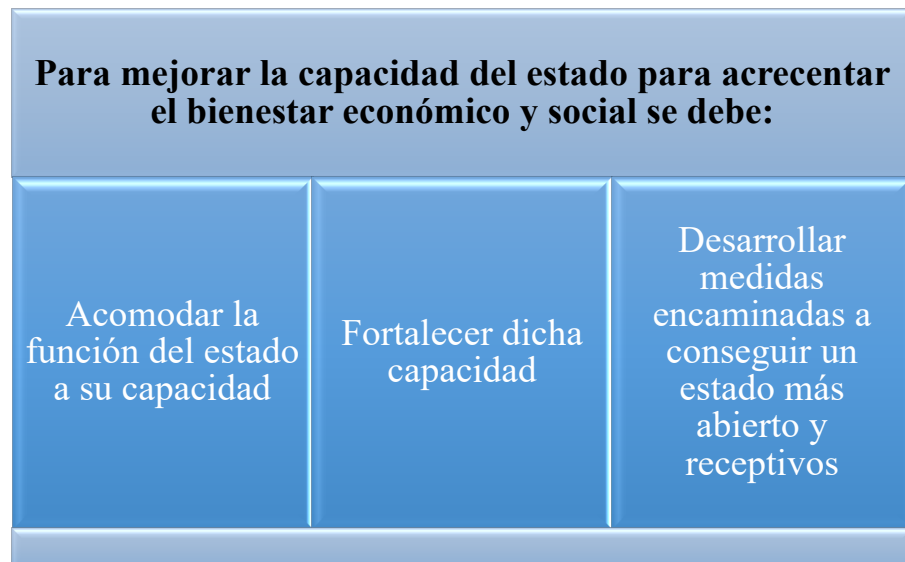 Para mejorar la capacidad del estado para acrecentar
el bienestar económico y social se debe:
Acomodar la
función del estado
a su capacidad
Fortalecer dicha
capacidad
Desarrollar
medidas
encaminadas a
conseguir un
estado más
abierto y
receptivos